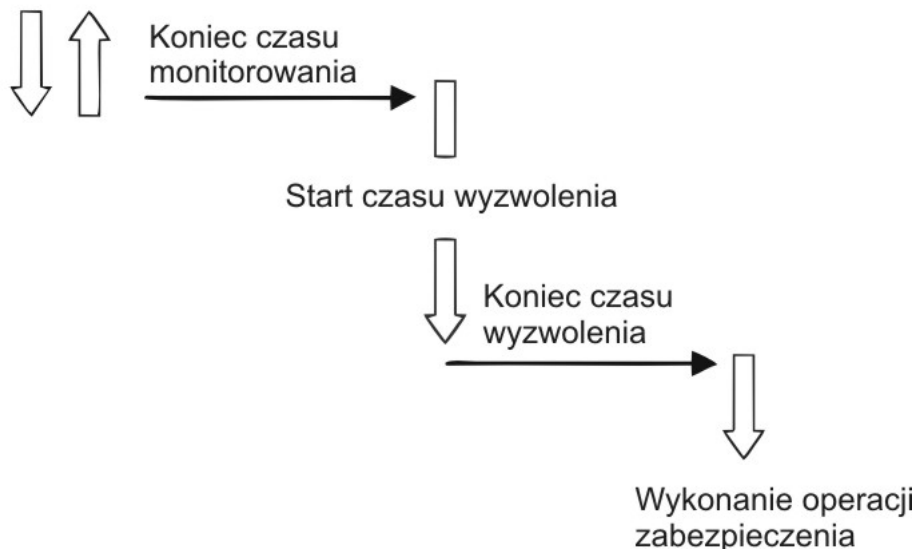 Koniec czasu
monitorowania
Start czasu wyzwolenia
Koniec czasu
wyzwolenia
Wykonanie operacji
zabezpieczenia